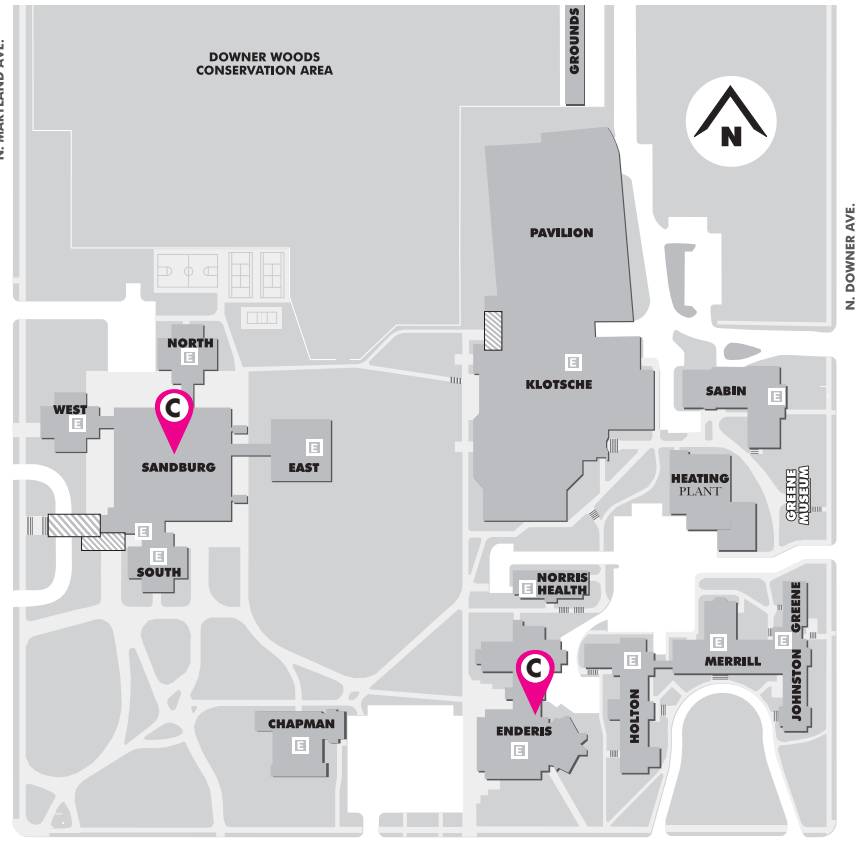 N. MARYLAND AVE.
DOWNER WOODS
CONSERVATION AREA
GROUNDS
N
N. DOWNER AVE.
PAVILION
NORTH
E
KLOTSCHE
E
SABIN
E
WEST
E
C
SANDBURG
EAST
E
HEATING
PLANT
GREENE
MUSEUM
E
E
SOUTH
NORRIS
HEALTH
E
GREENE
E
E
E
MERRILL
JOHNSTON
HOLTON
C
ENDERIS
E
CHAPMAN
E